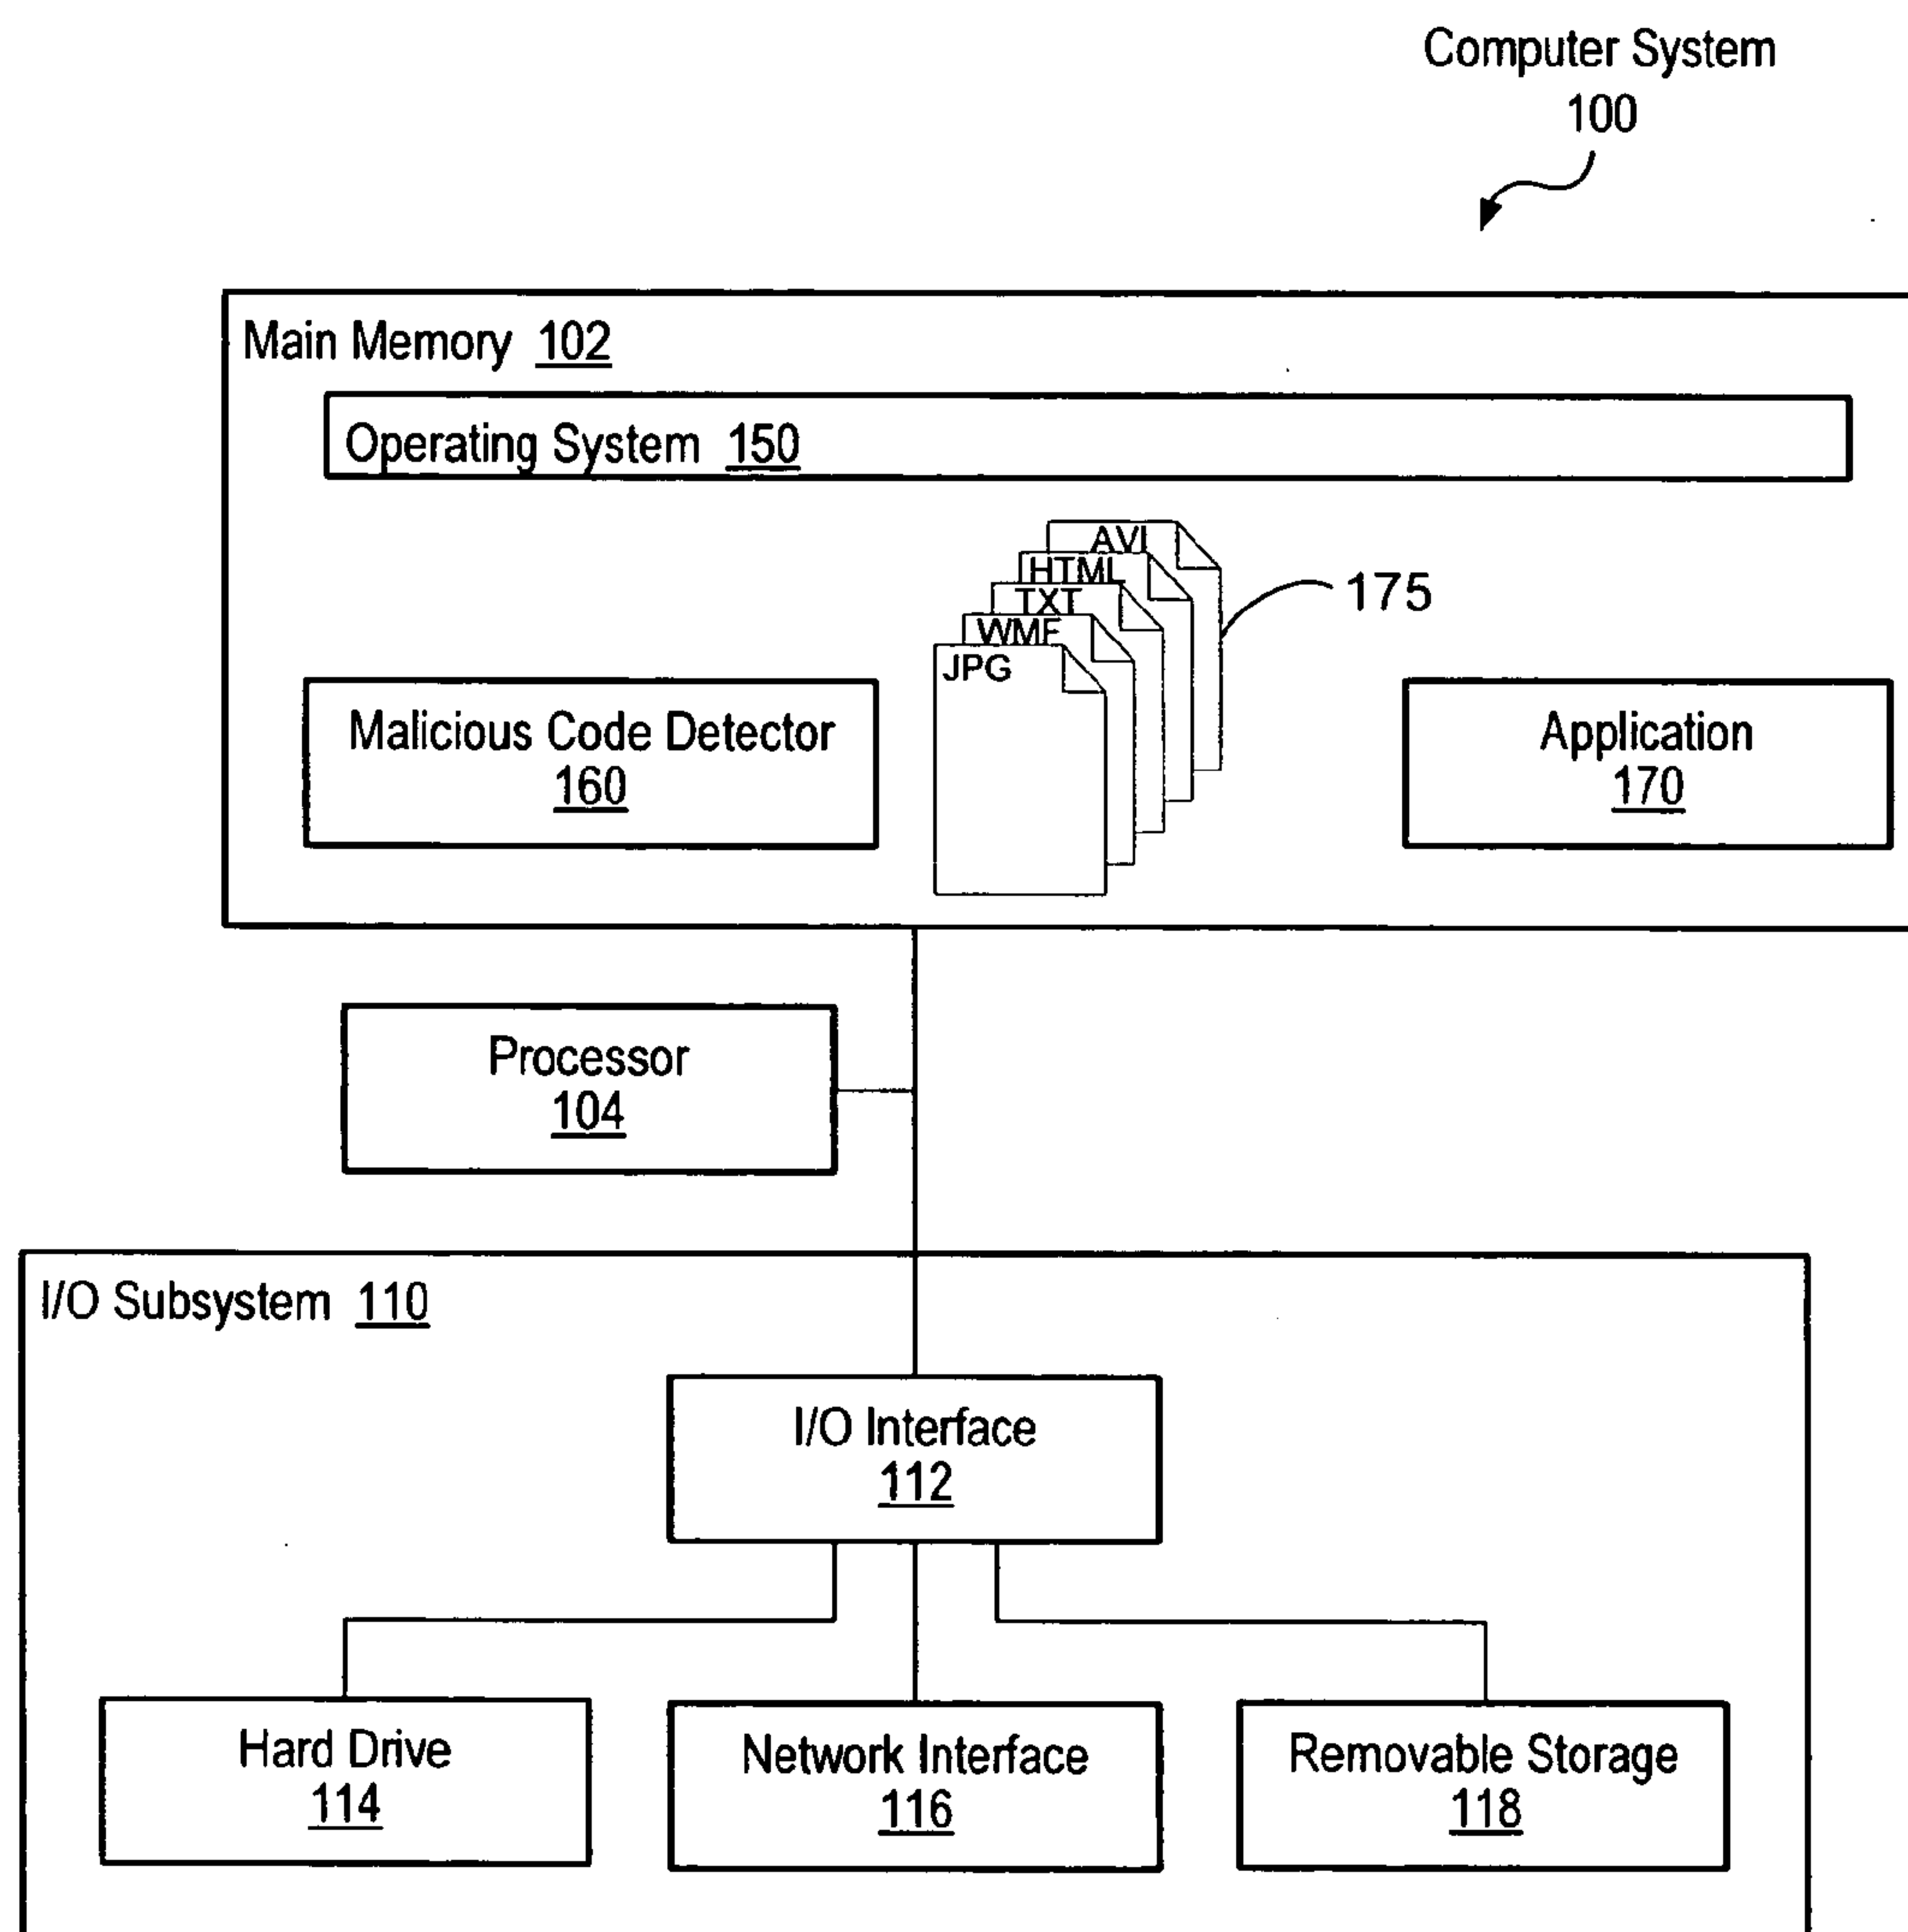 Computer System
100
Main Memory 102
Operating System 150
AVI
HTML
TXT
WMF
JPG
175
Malicious Code Detector
160
Application
170
Processor
104
I/O Subsystem 110
I/O Interface
112
Hard Drive
114
Network Interface
116
Removable Storage
118